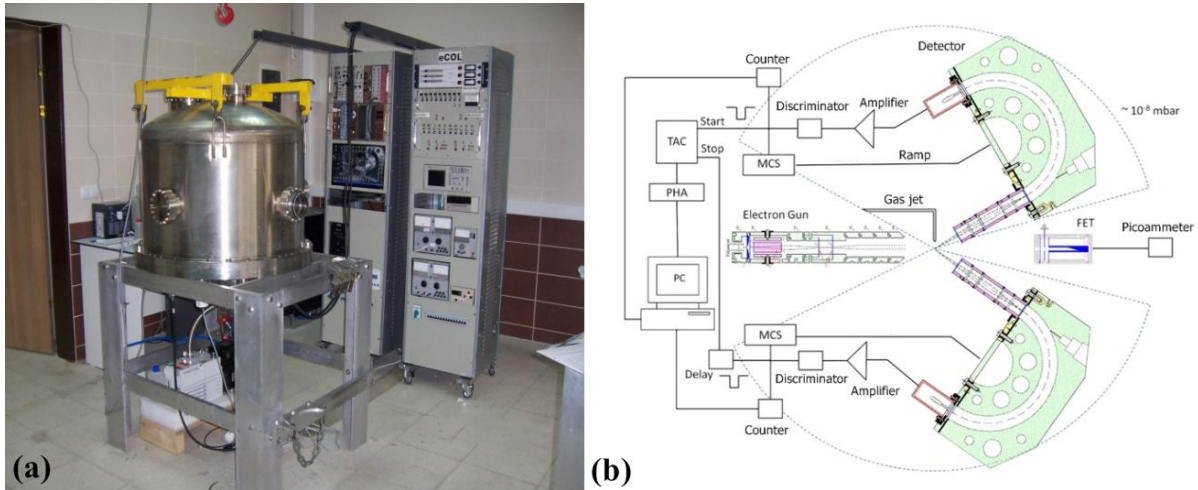 eCOL
(a)
(b)
Counter
Detector
Discriminator
Amplifier
~ 10⁻⁸ mbar
Start
TAC
Stop
MCS
Ramp
PHA
Gas jet
Electron Gun
FET
Picoammeter
PC
MCS
Delay
Discriminator
Amplifier
Counter